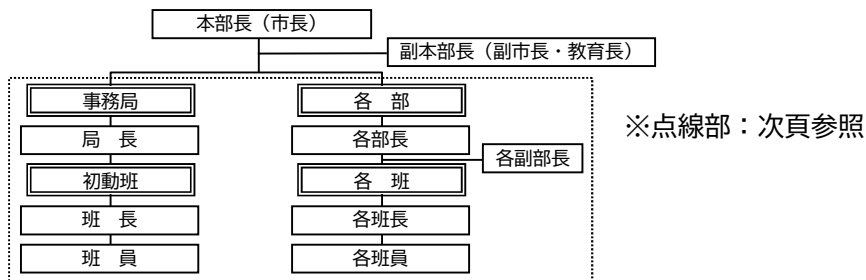 本部長（市長）
副本部長（副市長・教育長）
事務局
各　部
※点線部：次頁参照
局　長
各部長
各副部長
初動班
各　班
班　長
各班長
班　員
各班員